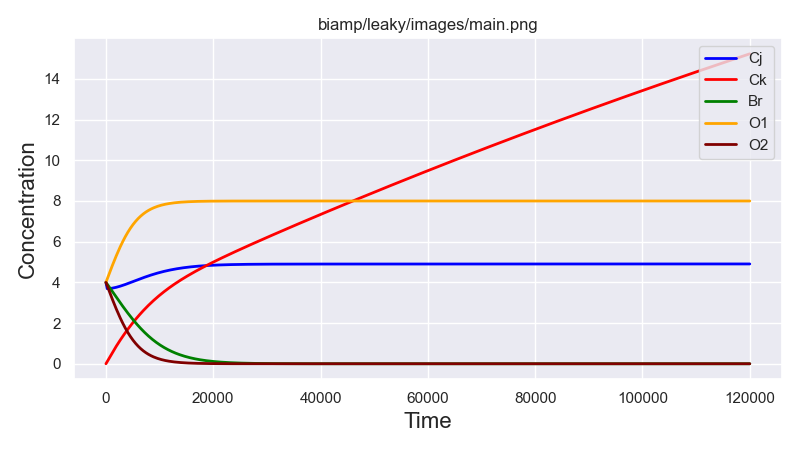 biamp/leaky/images/main.png
Concentration
14
12
10
8
6
4
2
0
Cj
Ck
Br
O1
O2
0 20000 40000 60000 80000 100000 120000
Time